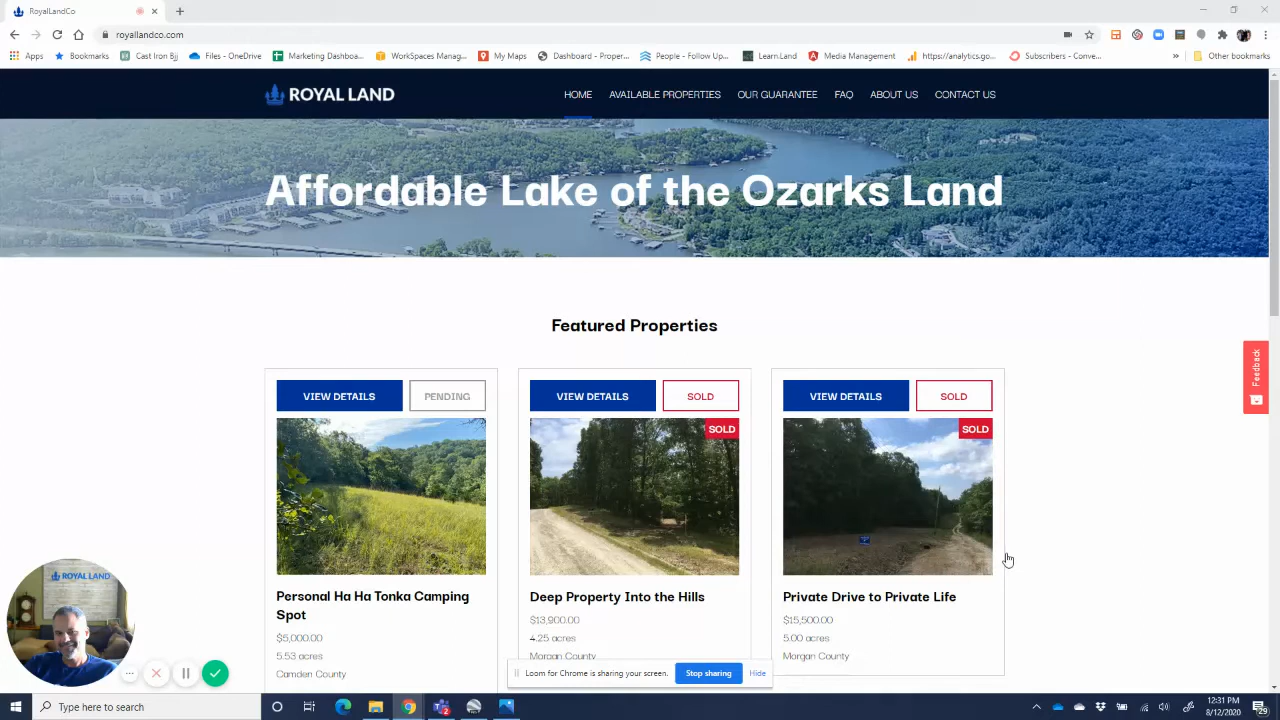 RoyalLandCo
royallandco.com
Apps
Bookmarks
Cast Iron Bjj
Files - OneDrive
Marketing Dashboa...
WorkSpaces Manag...
My Maps
Dashboard - Proper...
People - Follow Up...
Learn.Land
Media Management
https://analytics.go...
Subscribers - Conve...
»
Other bookmarks
ROYAL LAND
HOME
AVAILABLE PROPERTIES
OUR GUARANTEE
FAQ
ABOUT US
CONTACT US
Affordable Lake of the Ozarks Land
Featured Properties
Feedback
VIEW DETAILS
PENDING
Personal Ha Ha Tonka Camping
Spot
$5,000.00
5.53 acres
Camden County
VIEW DETAILS
SOLD
SOLD
Deep Property Into the Hills
$13,900.00
4.25 acres
Morgan County
VIEW DETAILS
SOLD
SOLD
Private Drive to Private Life
$15,500.00
5.00 acres
Morgan County
ROYAL LAND
Loom for Chrome is sharing your screen.
Stop sharing
Hide
Type here to search
2
12:31 PM
8/12/2020
29